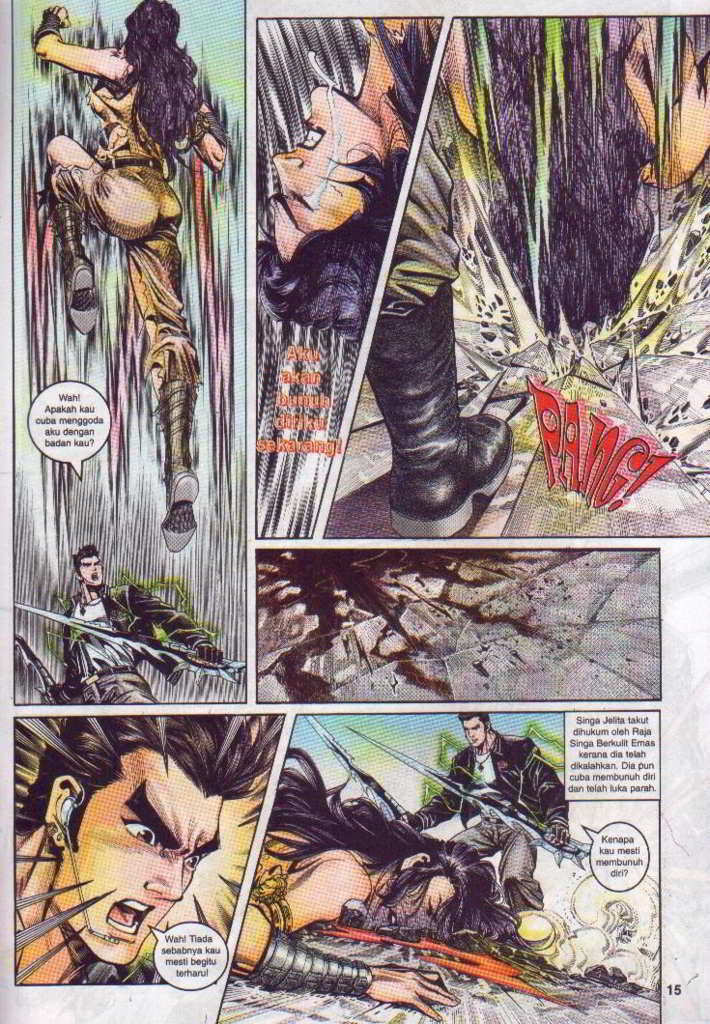 Wah!
Apakah kau
cuba menggoda
aku dengan
badan kau?
Aku
akan
bunuh
diriku
sekarang!
PANG!
Wah! Tiada
sebabnya kau
mesti begitu
terharu!
Singa Jelita takut
dihukum oleh Raja
Singa Berkulit Emas
kerana dia telah
dikalahkan. Dia pun
cuba membunuh diri
dan telah luka parah.
Kenapa
kau mesti
membunuh
diri?
15